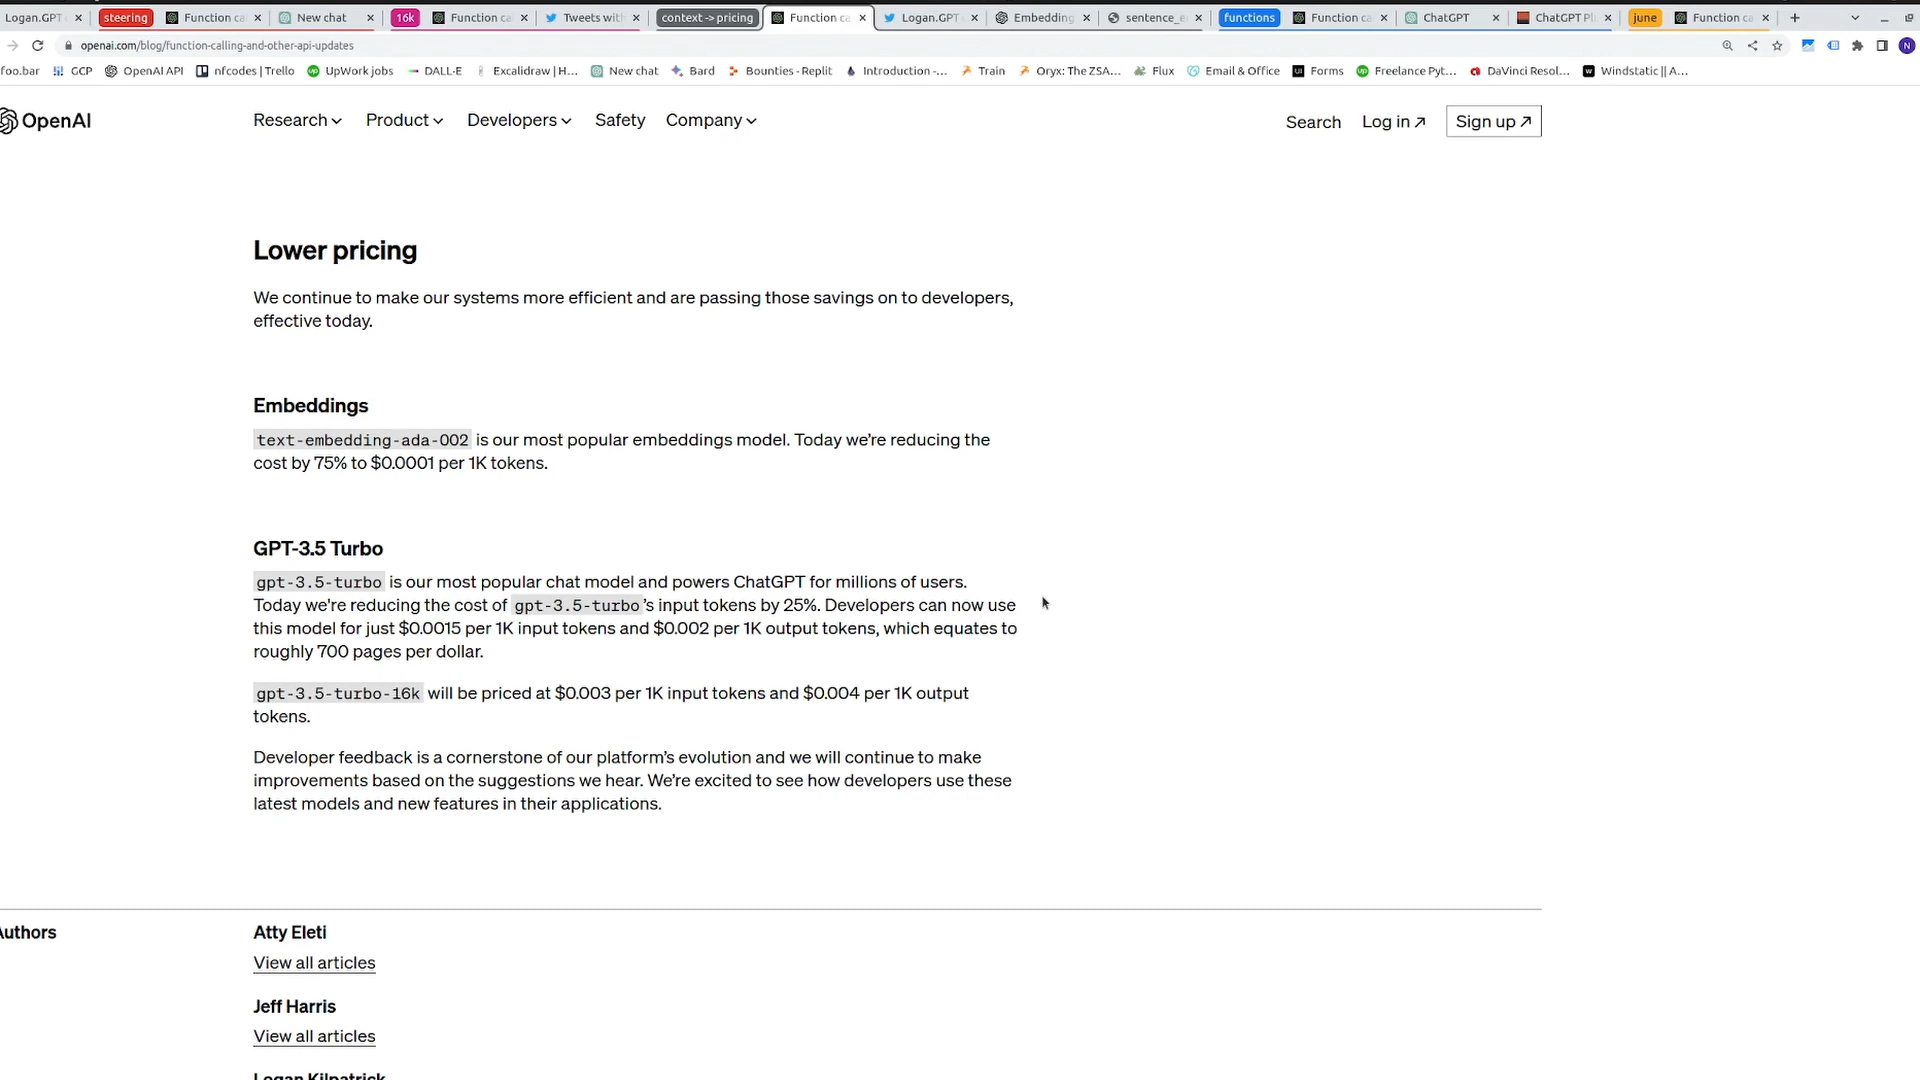 Logan.GPT
steering
Function ca
New chat
16k
Function ca
Tweets with
context -> pricing
Function ca
Logan.GPT
Embedding
sentence_e
functions
Function ca
ChatGPT
ChatGPT Pl
june
Function ca
openai.com/blog/function-calling-and-other-api-updates
N
foo.bar
GCP
OpenAI API
nfcodes | Trello
UpWork jobs
DALL·E
Excalidraw | H...
New chat
Bard
Bounties - Replit
Introduction -...
Train
Oryx: The ZSA...
Flux
Email & Office
Forms
Freelance Pyt...
DaVinci Resol...
Windstatic || A...
OpenAI
Research
Product
Developers
Safety
Company
Search
Log in ↗
Sign up ↗
Lower pricing
We continue to make our systems more efficient and are passing those savings on to developers,
effective today.
Embeddings
text-embedding-ada-002 is our most popular embeddings model. Today we’re reducing the
cost by 75% to $0.0001 per 1K tokens.
GPT-3.5 Turbo
gpt-3.5-turbo is our most popular chat model and powers ChatGPT for millions of users.
Today we're reducing the cost of gpt-3.5-turbo’s input tokens by 25%. Developers can now use
this model for just $0.0015 per 1K input tokens and $0.002 per 1K output tokens, which equates to
roughly 700 pages per dollar.
gpt-3.5-turbo-16k will be priced at $0.003 per 1K input tokens and $0.004 per 1K output
tokens.
Developer feedback is a cornerstone of our platform’s evolution and we will continue to make
improvements based on the suggestions we hear. We’re excited to see how developers use these
latest models and new features in their applications.
Authors
Atty Eleti
View all articles
Jeff Harris
View all articles
Logan Kilpatrick